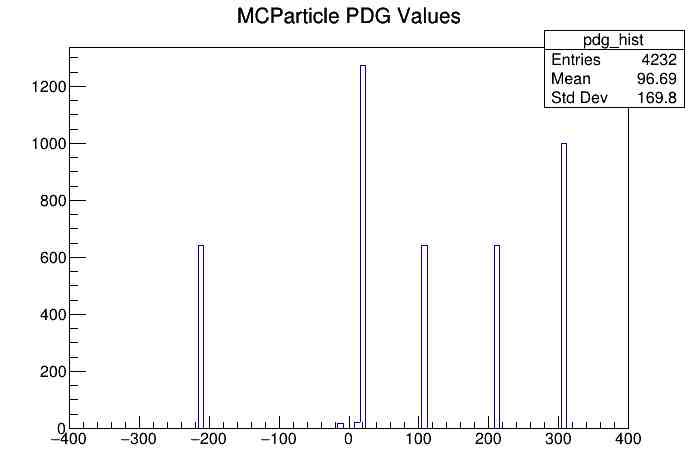 MCParticle PDG Values
pdg_hist
Entries 4232
Mean 96.69
Std Dev 169.8
1200
1000
800
600
400
200
0
−400 −300 −200 −100 0 100 200 300 400